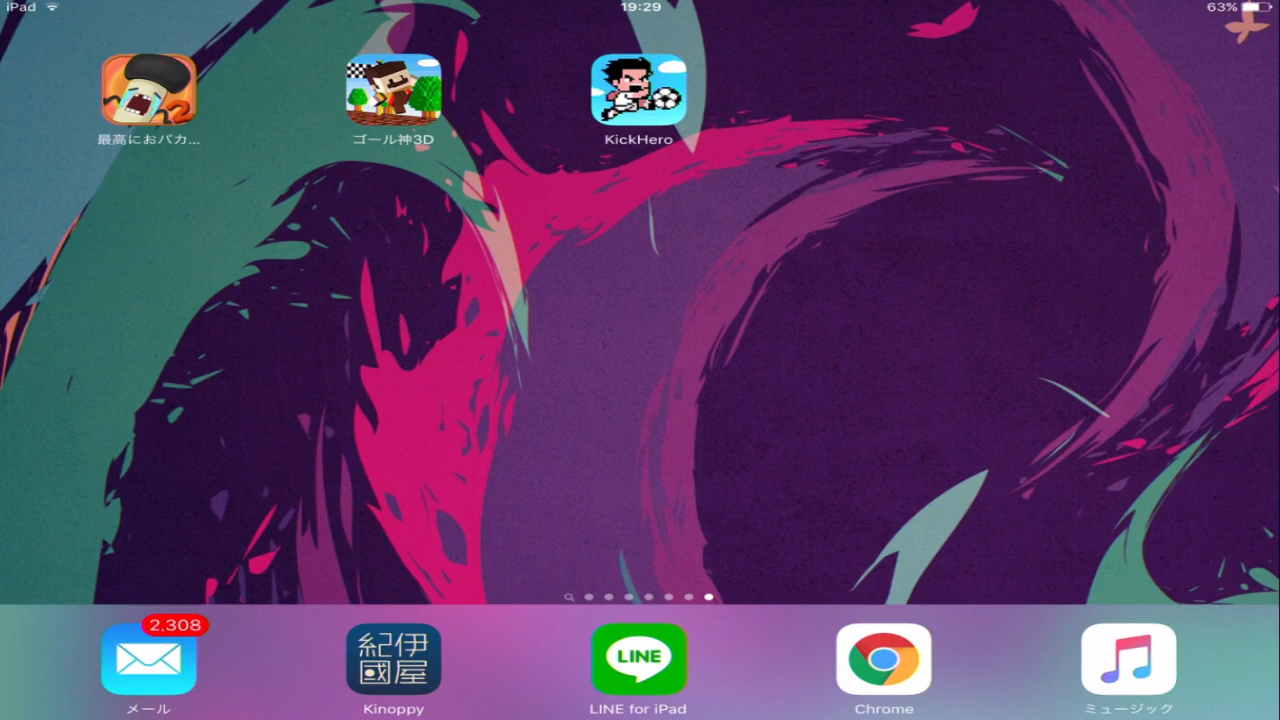 iPad
19:29
63%
最高におバカ...
ゴール神3D
KickHero
2,308
紀伊
國屋
LINE
メール
Kinoppy
LINE for iPad
Chrome
ミュージック